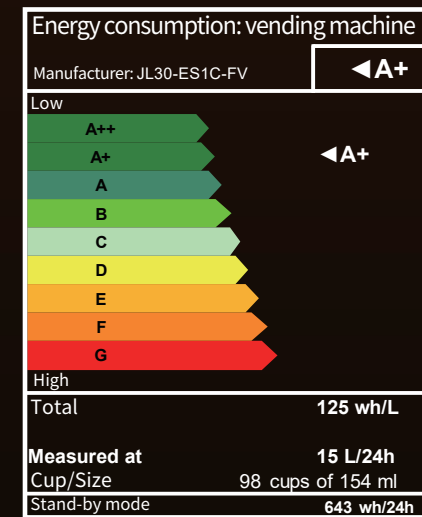 Energy consumption: vending machine
Manufacturer: JL30-ES1C-FV ◄A+
Low
A++
A+ ◄A+
A
B
C
D
E
F
G
High
Total 125 wh/L
Measured at 15 L/24h
Cup/Size 98 cups of 154 ml
Stand-by mode 643 wh/24h